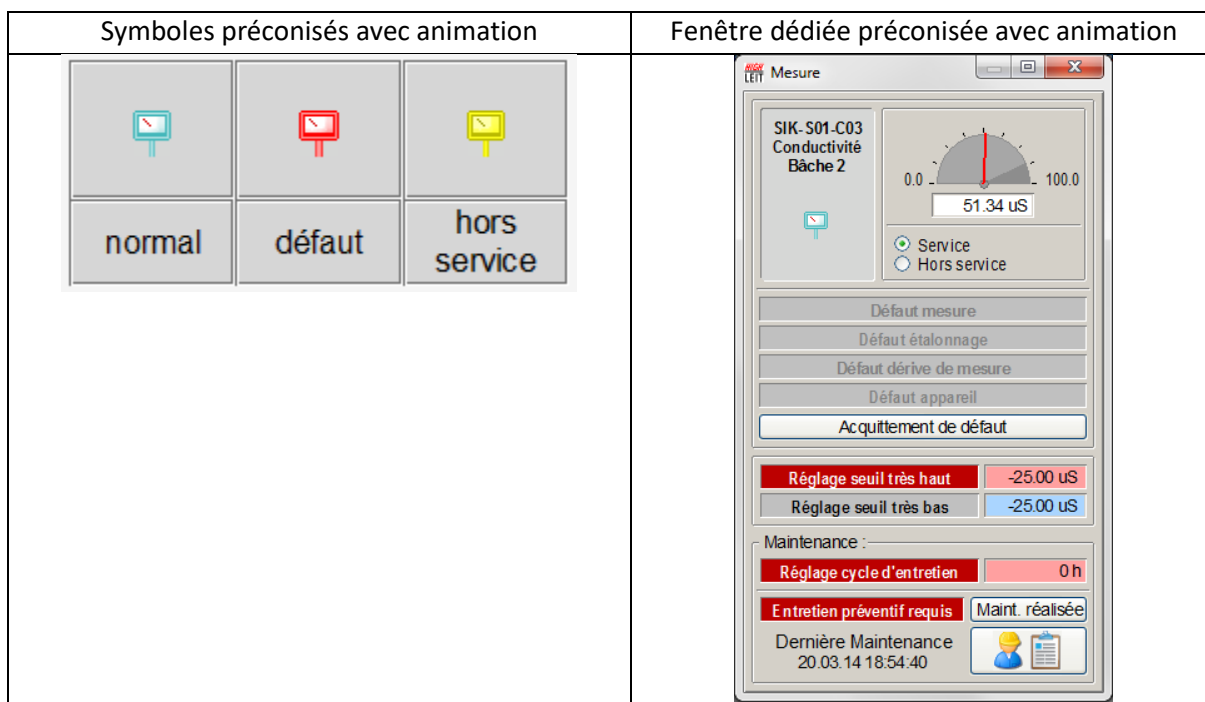 Symboles préconisés avec animation
Fenêtre dédiée préconisée avec animation
normal
défaut
hors
service
HIGH
LEIT
Mesure
SIK-S01-C03
Conductivité
Bâche 2
0.0
100.0
51.34 uS
Service
Hors service
Défaut mesure
Défaut étalonnage
Défaut dérive de mesure
Défaut appareil
Acquittement de défaut
Réglage seuil très haut -25.00 uS
Réglage seuil très bas -25.00 uS
Maintenance :
Réglage cycle d'entretien 0 h
Entretien préventif requis Maint. réalisée
Dernière Maintenance
20.03.14 18:54:40